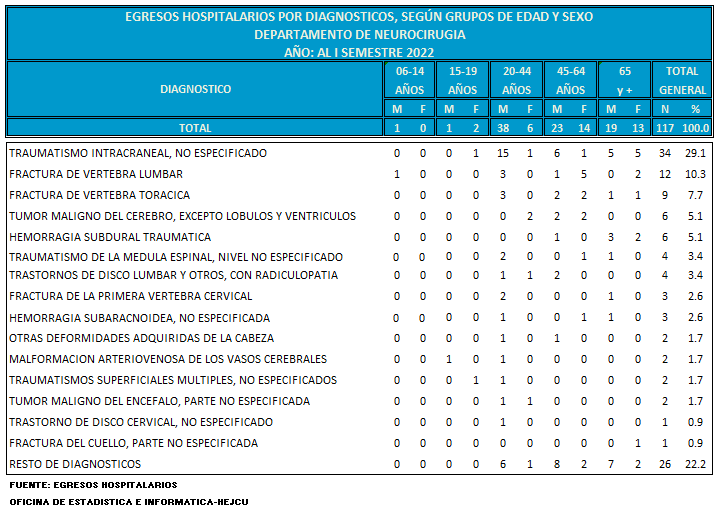 EGRESOS HOSPITALARIOS POR DIAGNOSTICOS, SEGÚN GRUPOS DE EDAD Y SEXO
DEPARTAMENTO DE NEUROCIRUGIA
AÑO: AL I SEMESTRE 2022
DIAGNOSTICO 06-14 AÑOS 15-19 AÑOS 20-44 AÑOS 45-64 AÑOS 65 y + TOTAL GENERAL
M F M F M F M F M F N %
TOTAL 1 0 1 2 38 6 23 14 19 13 117 100.0
TRAUMATISMO INTRACRANEAL, NO ESPECIFICADO 0 0 0 1 15 1 6 1 5 5 34 29.1
FRACTURA DE VERTEBRA LUMBAR 1 0 0 0 3 0 1 5 0 2 12 10.3
FRACTURA DE VERTEBRA TORACICA 0 0 0 0 3 0 2 2 1 1 9 7.7
TUMOR MALIGNO DEL CEREBRO, EXCEPTO LOBULOS Y VENTRICULOS 0 0 0 0 0 2 2 2 0 0 6 5.1
HEMORRAGIA SUBDURAL TRAUMATICA 0 0 0 0 0 0 1 0 3 2 6 5.1
TRAUMATISMO DE LA MEDULA ESPINAL, NIVEL NO ESPECIFICADO 0 0 0 0 2 0 0 1 1 0 4 3.4
TRASTORNOS DE DISCO LUMBAR Y OTROS, CON RADICULOPATIA 0 0 0 0 1 1 2 0 0 0 4 3.4
FRACTURA DE LA PRIMERA VERTEBRA CERVICAL 0 0 0 0 2 0 0 0 1 0 3 2.6
HEMORRAGIA SUBARACNOIDEA, NO ESPECIFICADA 0 0 0 0 1 0 0 1 1 0 3 2.6
OTRAS DEFORMIDADES ADQUIRIDAS DE LA CABEZA 0 0 0 0 1 0 1 0 0 0 2 1.7
MALFORMACION ARTERIOVENOSA DE LOS VASOS CEREBRALES 0 0 1 0 1 0 0 0 0 0 2 1.7
TRAUMATISMOS SUPERFICIALES MULTIPLES, NO ESPECIFICADOS 0 0 0 1 1 0 0 0 0 0 2 1.7
TUMOR MALIGNO DEL ENCEFALO, PARTE NO ESPECIFICADA 0 0 0 0 1 1 0 0 0 0 2 1.7
TRASTORNO DE DISCO CERVICAL, NO ESPECIFICADO 0 0 0 0 1 0 0 0 0 0 1 0.9
FRACTURA DEL CUELLO, PARTE NO ESPECIFICADA 0 0 0 0 0 0 0 0 0 1 1 0.9
RESTO DE DIAGNOSTICOS 0 0 0 0 6 1 8 2 7 2 26 22.2
FUENTE: EGRESOS HOSPITALARIOS
OFICINA DE ESTADISTICA E INFORMATICA-HEJCU